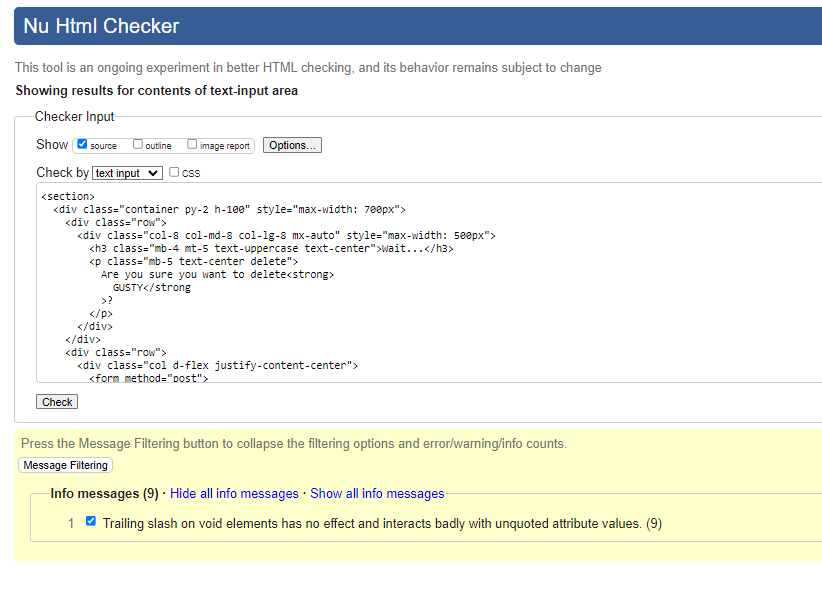 Nu Html Checker
This tool is an ongoing experiment in better HTML checking, and its behavior remains subject to change
Showing results for contents of text-input area
Checker Input
Show source outline image report Options...
Check by text input css
<section>
<div class="container py-2 h-100" style="max-width: 700px">
<div class="row">
<div class="col-8 col-md-8 col-lg-8 mx-auto" style="max-width: 500px">
<h3 class="mb-4 mt-5 text-uppercase text-center">Wait...</h3>
<p class="mb-5 text-center delete">
Are you sure you want to delete<strong>
GUSTY</strong
>?
</p>
</div>
</div>
<div class="row">
<div class="col d-flex justify-content-center">
<form method="post">
Check
Press the Message Filtering button to collapse the filtering options and error/warning/info counts.
Message Filtering
Info messages (9) · Hide all info messages · Show all info messages
1 Trailing slash on void elements has no effect and interacts badly with unquoted attribute values. (9)